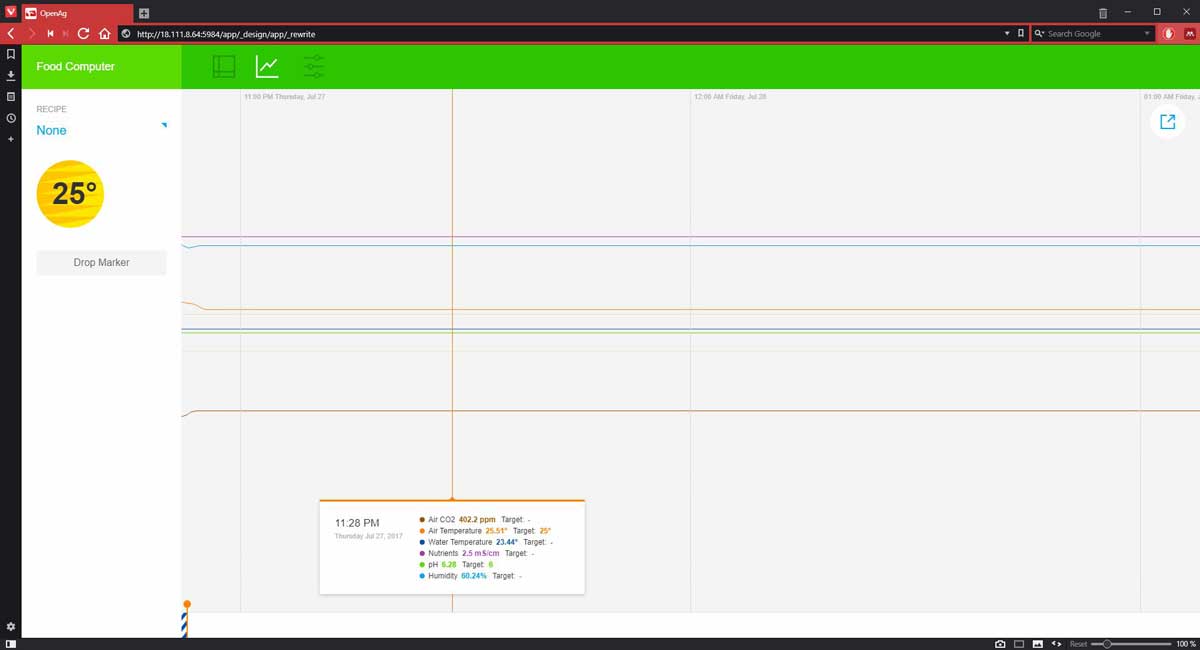 OpenAg
http://18.111.8.64:5984/app/_design/app/_rewrite
Search Google
Food Computer
RECIPE
None
25°
Drop Marker
11:00 PM Thursday, Jul 27
12:00 AM Friday, Jul 28
01:00 AM Friday, J
11:28 PM
Thursday Jul 27, 2017
Air CO2 402.2 ppm Target: -
Air Temperature 25.51° Target: 25°
Water Temperature 23.44° Target: -
Nutrients 2.5 mS/cm Target: -
pH 6.28 Target: 6
Humidity 60.24% Target: -
Reset
100 %